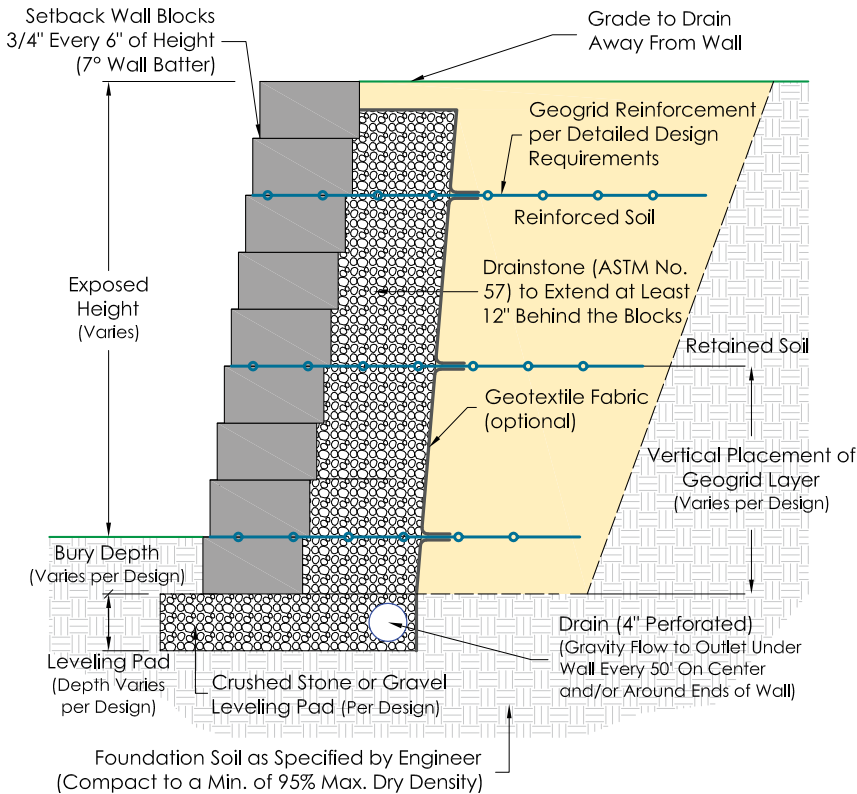 Setback Wall Blocks
3/4" Every 6" of Height
(7° Wall Batter)
Grade to Drain
Away From Wall
Geogrid Reinforcement
per Detailed Design
Requirements
Reinforced Soil
Exposed
Height
(Varies)
Drainstone (ASTM No.
57) to Extend at Least
12" Behind the Blocks
Retained Soil
Geotextile Fabric
(optional)
Vertical Placement of
Geogrid Layer
(Varies per Design)
Bury Depth
(Varies per Design)
Leveling Pad
(Depth Varies
per Design)
Crushed Stone or Gravel
Leveling Pad (Per Design)
Drain (4" Perforated)
(Gravity Flow to Outlet Under
Wall Every 50' On Center
and/or Around Ends of Wall)
Foundation Soil as Specified by Engineer
(Compact to a Min. of 95% Max. Dry Density)